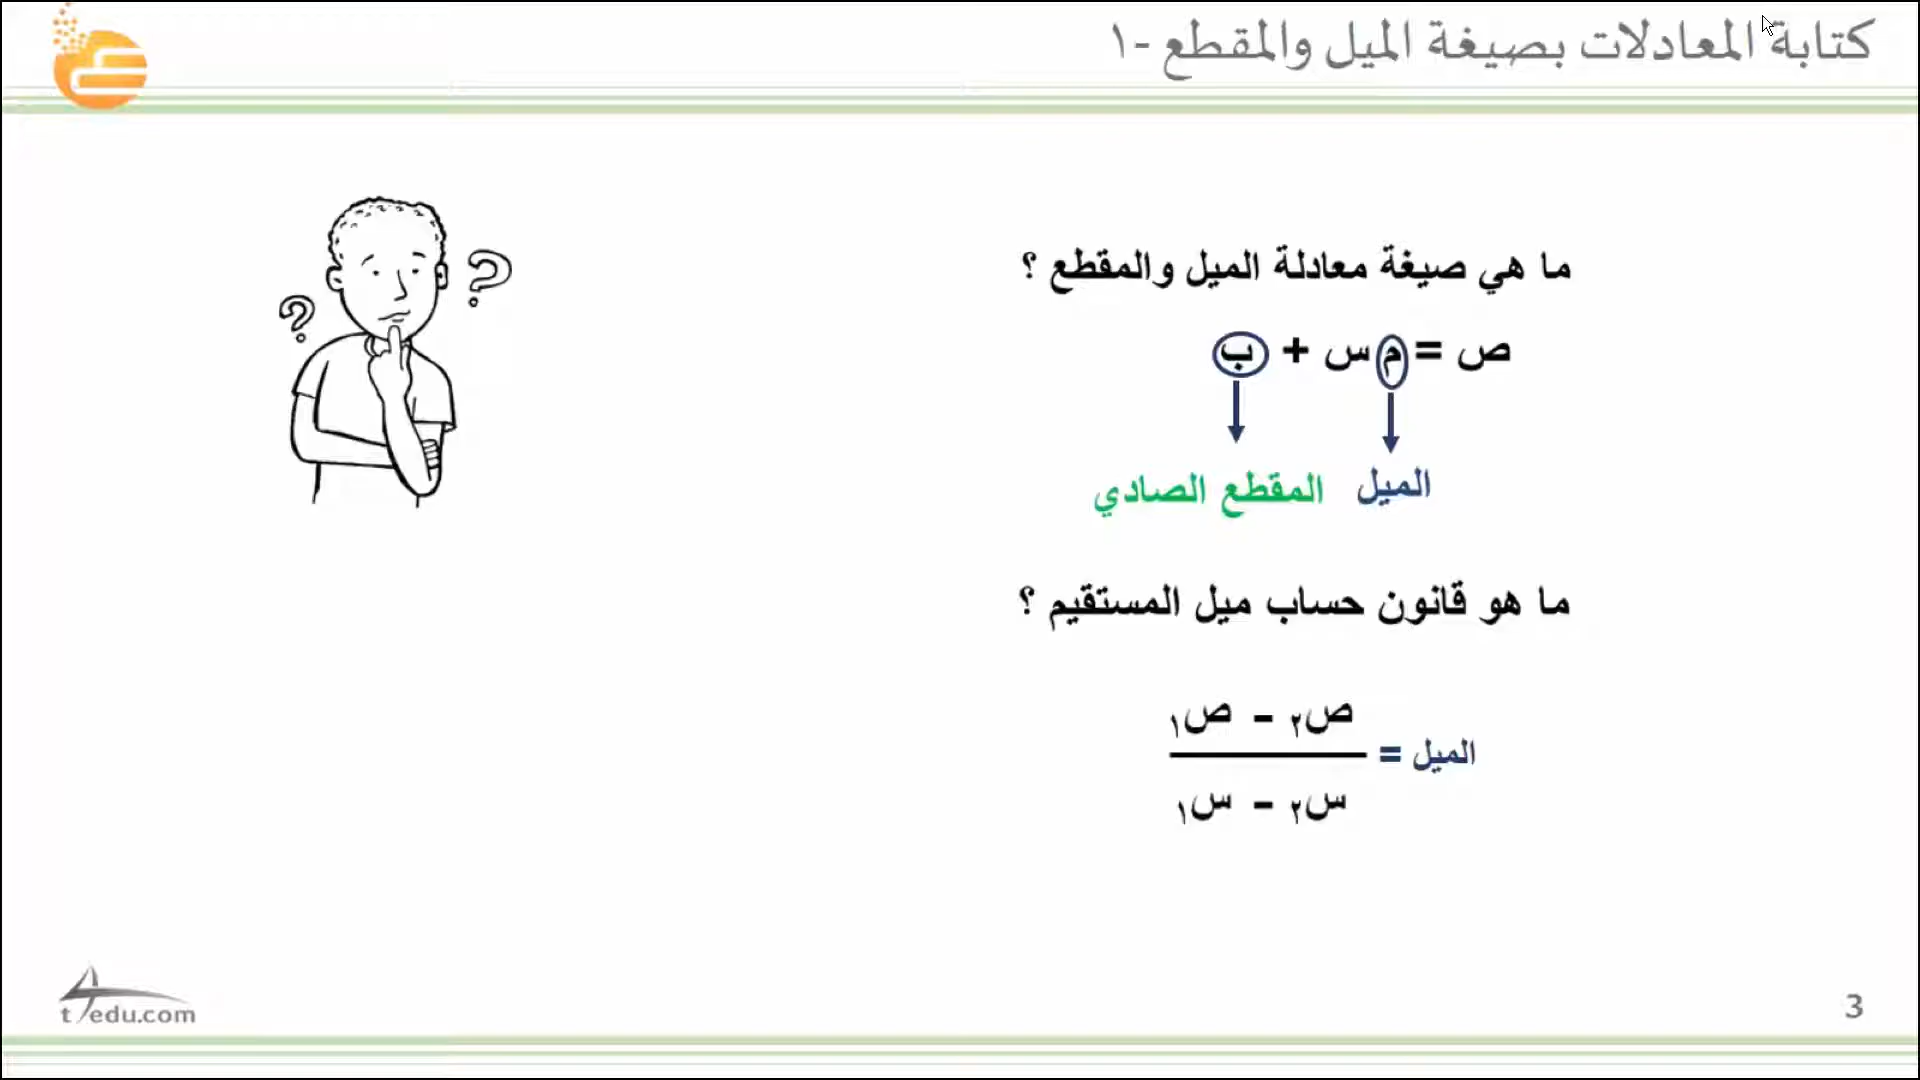 كتابة المعادلات بصيغة الميل والمقطع -١
؟
؟
ما هي صيغة معادلة الميل والمقطع ؟
ص = م س + ب
الميل المقطع الصادي
ما هو قانون حساب ميل المستقيم ؟
ص٢ - ص١
الميل =
س٢ - س١
t4edu.com
3